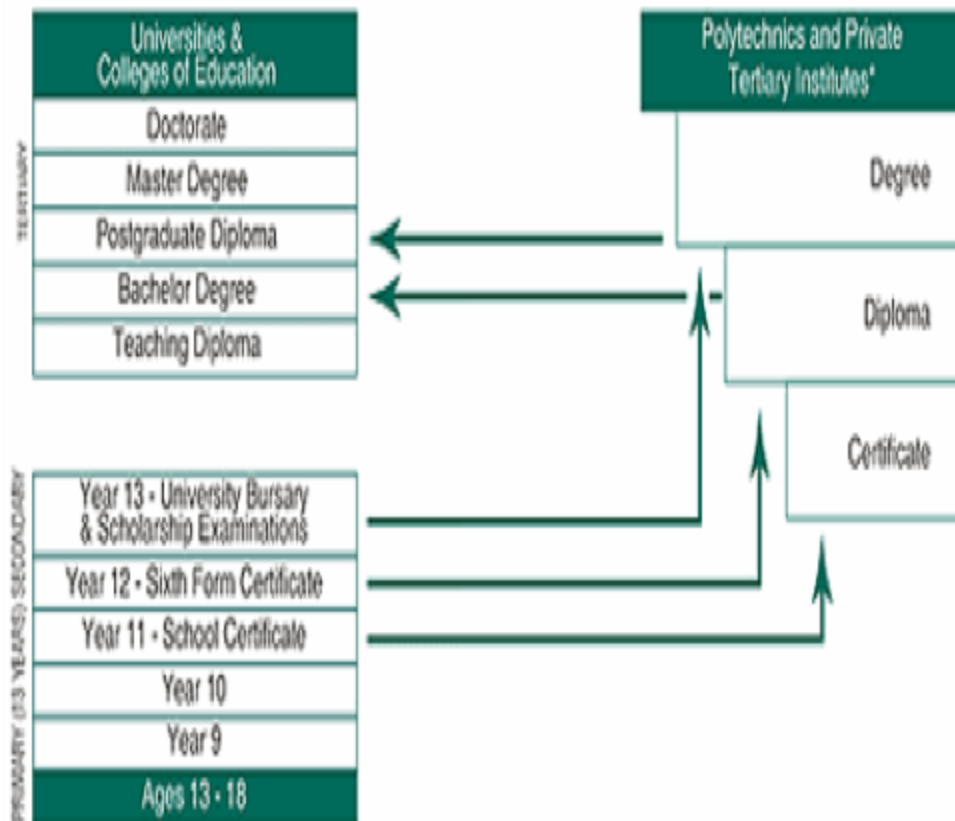 Universities &
Colleges of Education
Doctorate
Master Degree
Postgraduate Diploma
Bachelor Degree
Teaching Diploma
TERTIARY
Polytechnics and Private
Tertiary Institutes*
Degree
Diploma
Certificate
Year 13 - University Bursary
& Scholarship Examinations
Year 12 - Sixth Form Certificate
Year 11 - School Certificate
Year 10
Year 9
Ages 13 - 18
PRIMARY (13 YEARS) SECONDARY